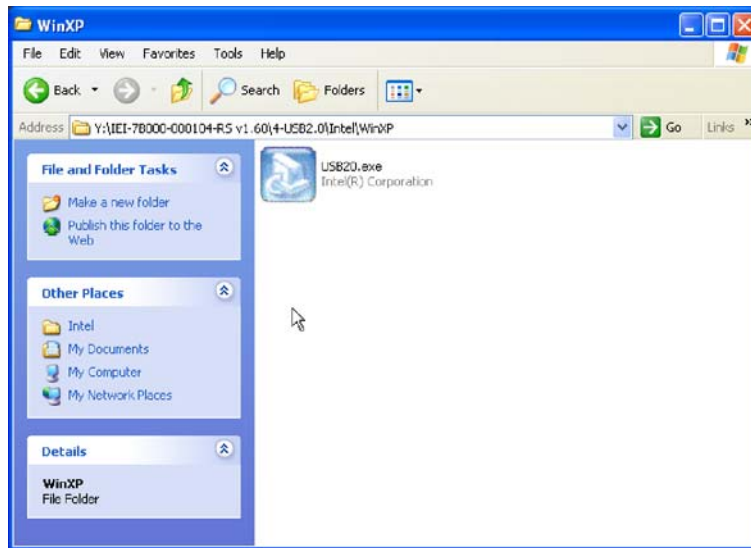 WinXP
File Edit View Favorites Tools Help
Back Search Folders
Address Y:\IEI-7B000-000104-RS v1.60\4-USB2.0\Intel\WinXP Go Links »
File and Folder Tasks
Make a new folder
Publish this folder to the
Web
Other Places
Intel
My Documents
My Computer
My Network Places
Details
WinXP
File Folder
USB20.exe
Intel(R) Corporation